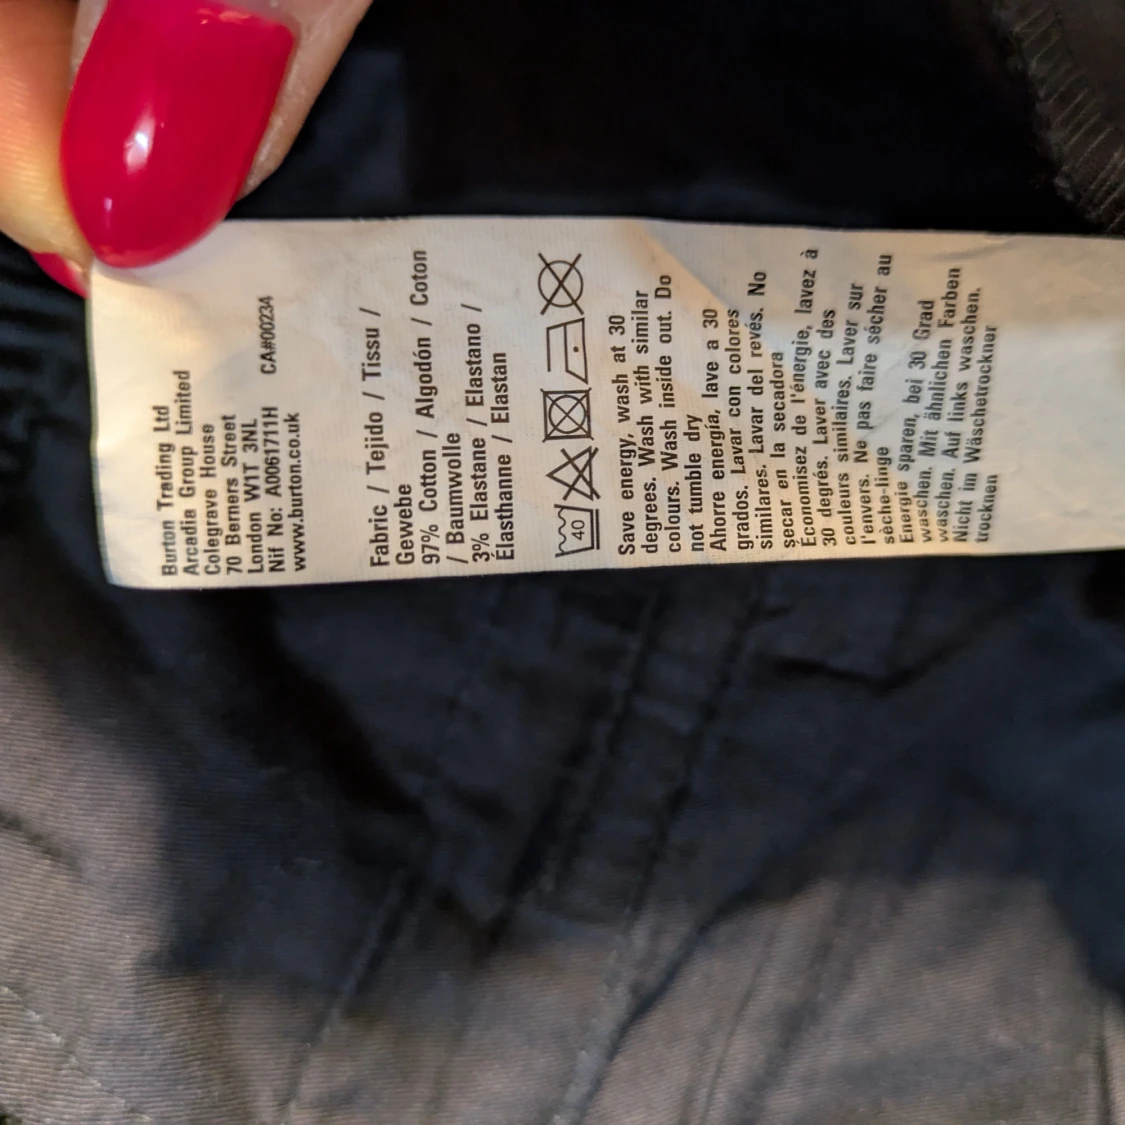 Burton Trading Ltd
Arcadia Group Limited
Colegrave House
70 Berners Street
London W1T 3NL
Nif No: A0061711H CA#00234
www.burton.co.uk
Fabric / Tejido / Tissu /
Gewebe
97% Cotton / Algodón / Coton
/ Baumwolle
3% Elastane / Elastano /
Élasthanne / Elastan
40
Save energy, wash at 30
degrees. Wash with similar
colours. Wash inside out. Do
not tumble dry
Ahorre energía, lave a 30
grados. Lavar con colores
similares. Lavar del revés. No
secar en la secadora
Économisez de l'énergie, lavez à
30 degrés. Laver avec des
couleurs similaires. Laver sur
l'envers. Ne pas faire sécher au
sèche-linge
Energie sparen, bei 30 Grad
waschen. Mit ähnlichen Farben
waschen. Auf links waschen.
Nicht im Wäschetrockner
trocknen